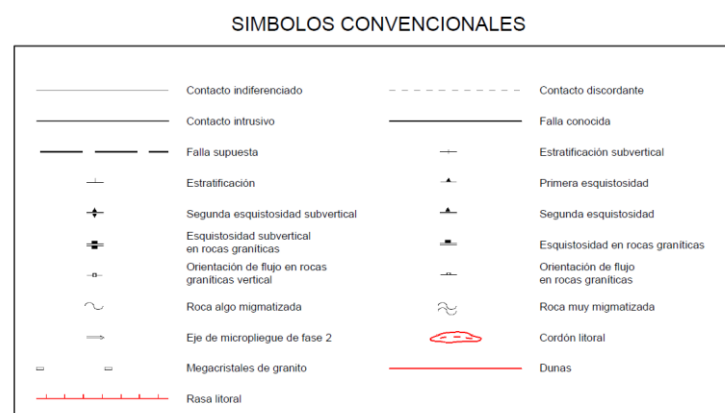 SIMBOLOS CONVENCIONALES
Contacto indiferenciado
Contacto discordante
Contacto intrusivo
Falla conocida
Falla supuesta
Estratificación subvertical
Estratificación
Primera esquistosidad
Segunda esquistosidad subvertical
Segunda esquistosidad
Esquistosidad subvertical
en rocas graníticas
Esquistosidad en rocas graníticas
Orientación de flujo en rocas
graníticas vertical
Orientación de flujo
en rocas graníticas
Roca algo migmatizada
Roca muy migmatizada
Eje de micropliegue de fase 2
Cordón litoral
Megacristales de granito
Dunas
Rasa litoral